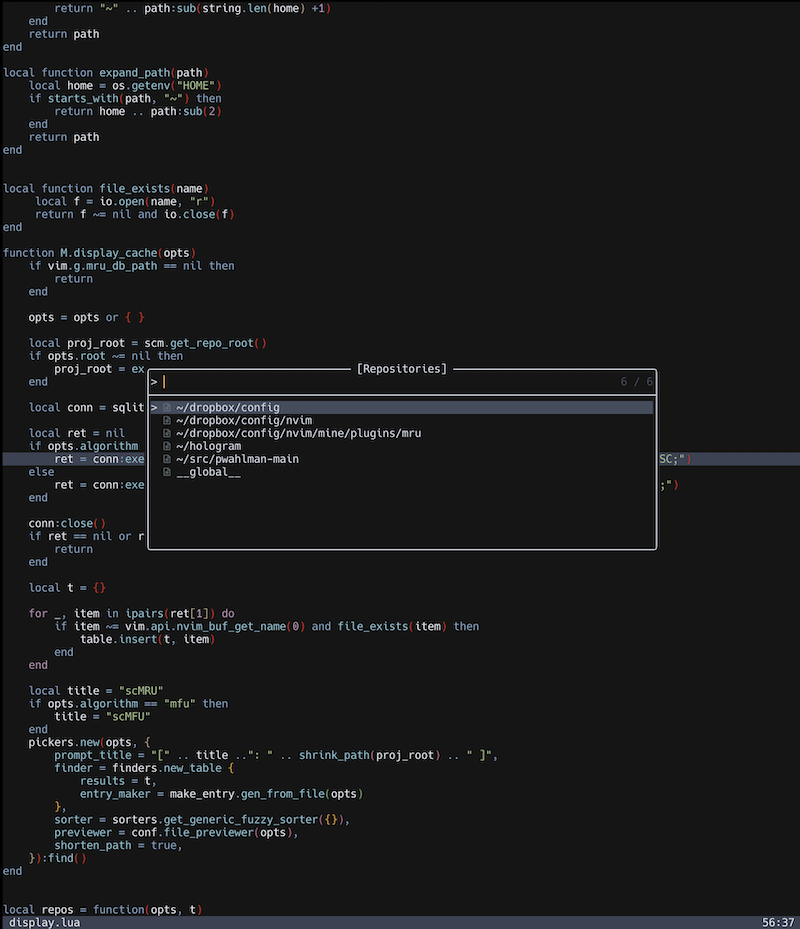 return "~" .. path:sub(string.len(home) +1)
    end
    return path
end
local function expand_path(path)
    local home = os.getenv("HOME")
    if starts_with(path, "~") then
        return home .. path:sub(2)
    end
    return path
end
local function file_exists(name)
     local f = io.open(name, "r")
     return f ~= nil and io.close(f)
end
function M.display_cache(opts)
    if vim.g.mru_db_path == nil then
        return
    end
    opts = opts or { }
    local proj_root = scm.get_repo_root()
    if opts.root ~= nil then
        proj_root = ex
    end
    local conn = sqlit
    local ret = nil
    if opts.algorithm
        ret = conn:exe SC;")
    else
        ret = conn:exe ;")
    end
    conn:close()
    if ret == nil or r
        return
    end
[Repositories]
> 6 / 6
> ~/dropbox/config
~/dropbox/config/nvim
~/dropbox/config/nvim/mine/plugins/mru
~/hologram
~/src/pwahlman-main
__global__
    local t = {}
    for _, item in ipairs(ret[1]) do
        if item ~= vim.api.nvim_buf_get_name(0) and file_exists(item) then
            table.insert(t, item)
        end
    end
    local title = "scMRU"
    if opts.algorithm == "mfu" then
        title = "scMFU"
    end
    pickers.new(opts, {
        prompt_title = "[" .. title ..": " .. shrink_path(proj_root) .. " ]",
        finder = finders.new_table {
            results = t,
            entry_maker = make_entry.gen_from_file(opts)
        },
        sorter = sorters.get_generic_fuzzy_sorter({}),
        previewer = conf.file_previewer(opts),
        shorten_path = true,
    }):find()
end
local repos = function(opts, t)
display.lua 56:37